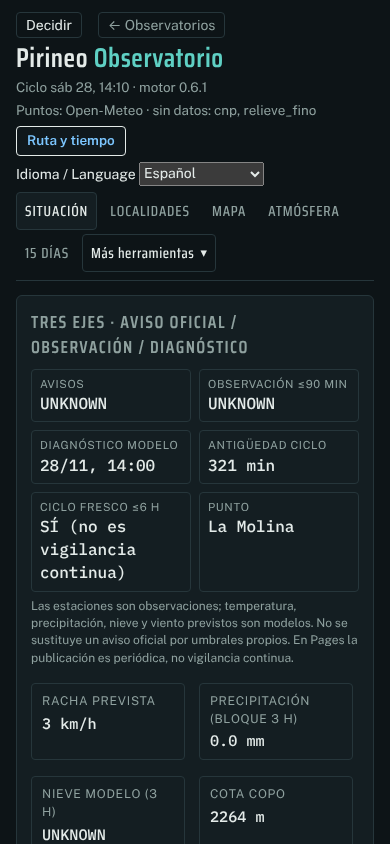 Decidir
← Observatorios
Pirineo Observatorio
Ciclo sáb 28, 14:10 · motor 0.6.1
Puntos: Open-Meteo · sin datos: cnp, relieve_fino
Ruta y tiempo
Idioma / Language Español
SITUACIÓN LOCALIDADES MAPA ATMÓSFERA
15 DÍAS Más herramientas ▾
TRES EJES · AVISO OFICIAL /
OBSERVACIÓN / DIAGNÓSTICO
AVISOS
UNKNOWN
OBSERVACIÓN ≤90 MIN
UNKNOWN
DIAGNÓSTICO MODELO
28/11, 14:00
ANTIGÜEDAD CICLO
321 min
CICLO FRESCO ≤6 H
SÍ (no es
vigilancia
continua)
PUNTO
La Molina
Las estaciones son observaciones; temperatura,
precipitación, nieve y viento previstos son modelos. No se
sustituye un aviso oficial por umbrales propios. En Pages la
publicación es periódica, no vigilancia continua.
RACHA PREVISTA
3 km/h
PRECIPITACIÓN
(BLOQUE 3 H)
0.0 mm
NIEVE MODELO (3
H)
UNKNOWN
COTA COPO
2264 m